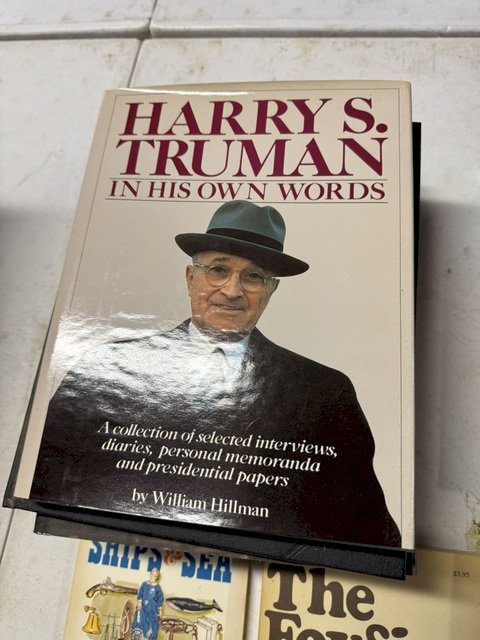 HARRY S.
TRUMAN
IN HIS OWN WORDS
A collection of selected interviews,
diaries, personal memoranda
and presidential papers
by William Hillman
SHIPS & SEA
$3.95
The